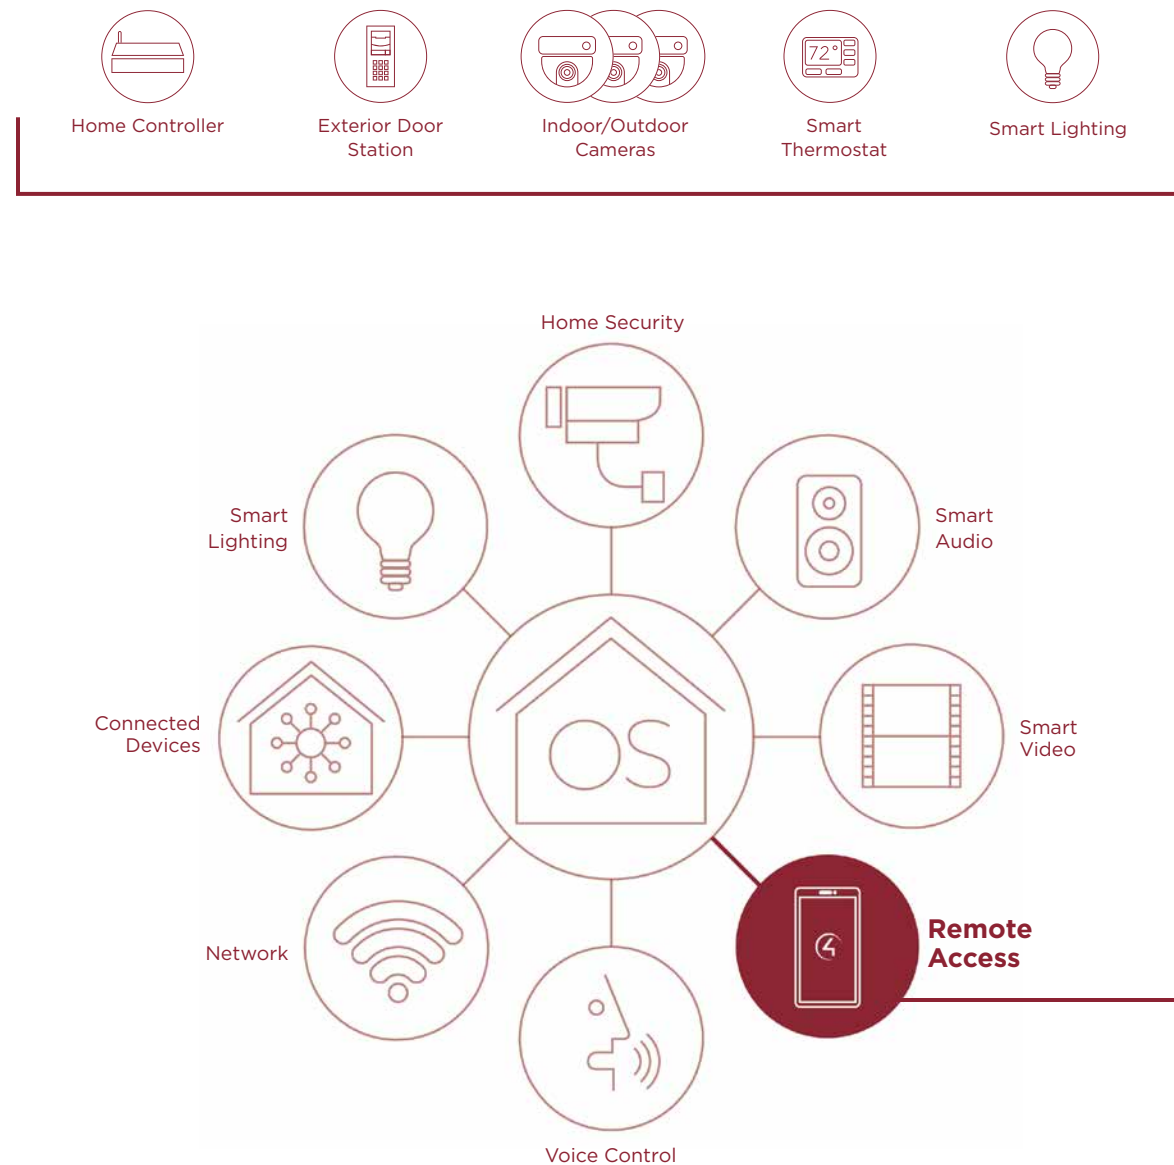 72°
Home Controller
Exterior Door
Station
Indoor/Outdoor
Cameras
Smart
Thermostat
Smart Lighting
Home Security
Smart
Lighting
Smart
Audio
OS
Connected
Devices
Smart
Video
Network
4
Remote
Access
Voice Control